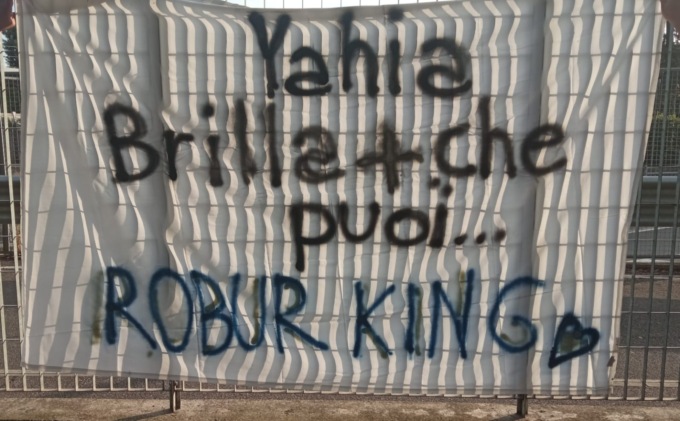 Yahia
Brilla + che
puoi...
ROBUR KING